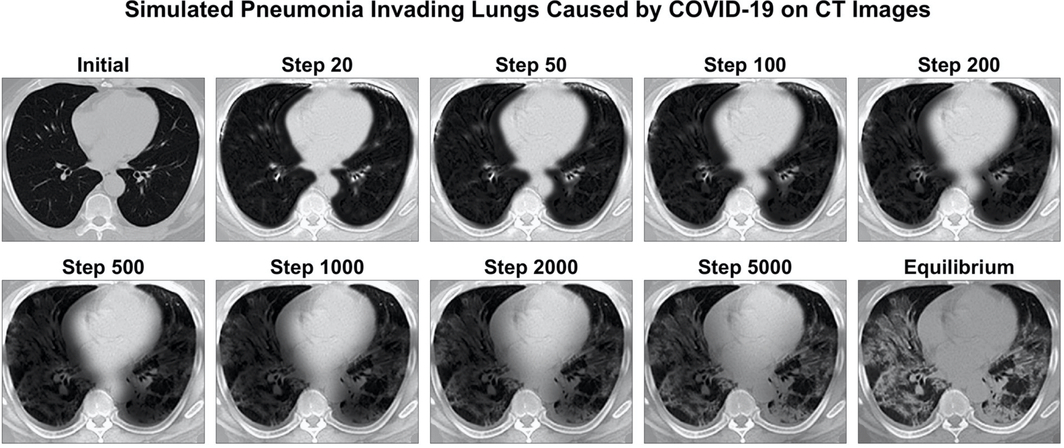 Simulated Pneumonia Invading Lungs Caused by COVID-19 on CT Images
Initial
Step 20
Step 50
Step 100
Step 200
Step 500
Step 1000
Step 2000
Step 5000
Equilibrium